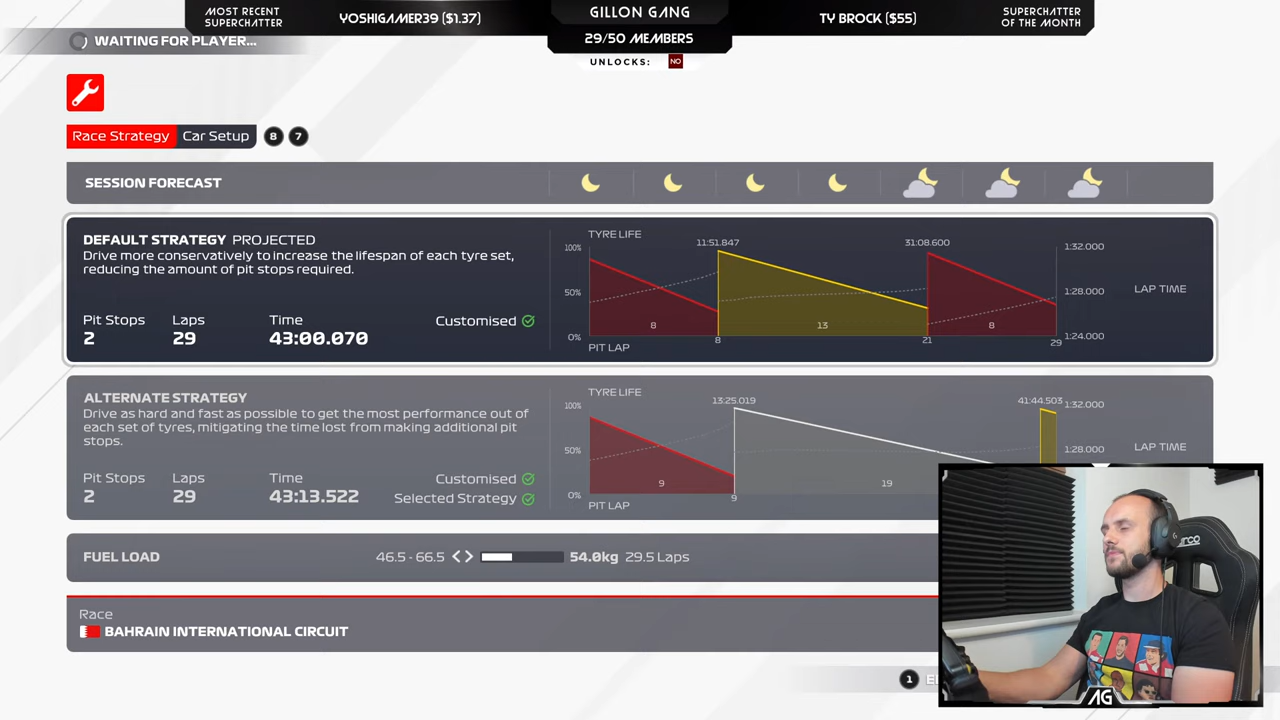 MOST RECENT
SUPERCHATTER
YOSHIGAMER39 ($1.37)
GILLON GANG
29/50 MEMBERS
UNLOCKS: NO
TY BROCK ($55)
SUPERCHATTER
OF THE MONTH
WAITING FOR PLAYER...
Race Strategy Car Setup 8 7
SESSION FORECAST
DEFAULT STRATEGY PROJECTED
Drive more conservatively to increase the lifespan of each tyre set,
reducing the amount of pit stops required.
Pit Stops Laps Time Customised
2 29 43:00.070
TYRE LIFE
11:51.847 31:08.600
100% 1:32.000
50% 1:28.000 LAP TIME
8 13 8
0% 1:24.000
PIT LAP 8 21 29
ALTERNATE STRATEGY
Drive as hard and fast as possible to get the most performance out of
each set of tyres, mitigating the time lost from making additional pit
stops.
Pit Stops Laps Time Customised
2 29 43:13.522 Selected Strategy
TYRE LIFE
13:25.019 41:44.503
100% 1:32.000
50% 1:28.000 LAP TIME
9 19
0%
PIT LAP 9
FUEL LOAD 46.5 - 66.5 54.0kg 29.5 Laps
Race
BAHRAIN INTERNATIONAL CIRCUIT
1
AG